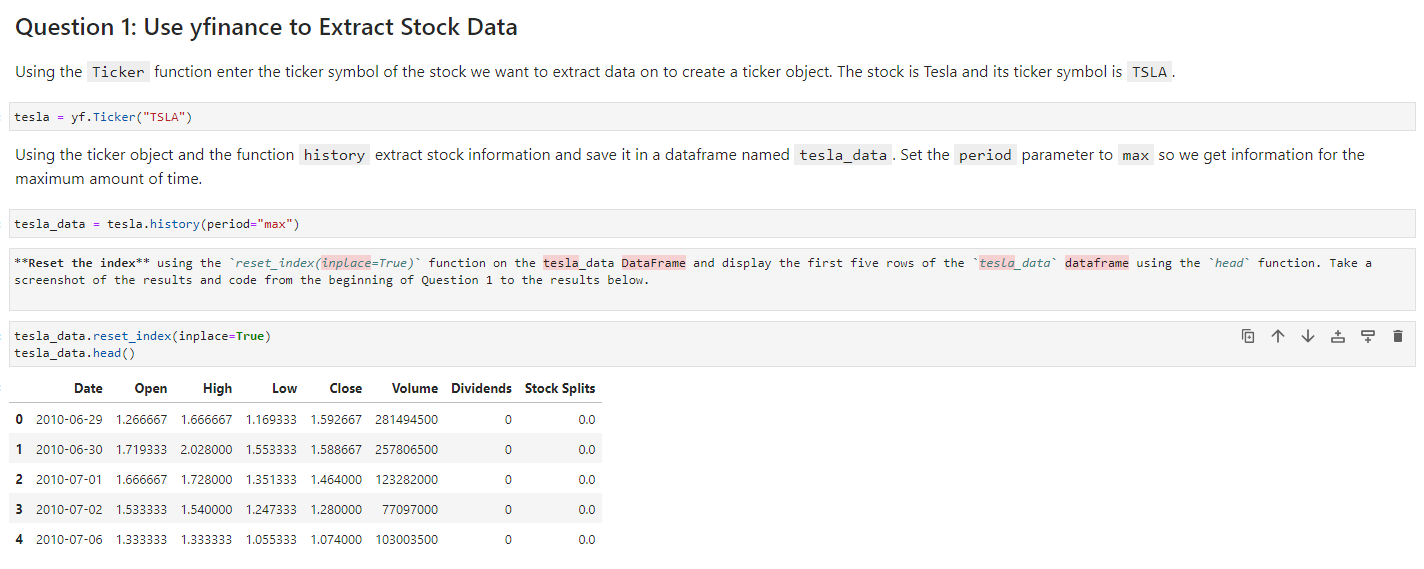 Question 1: Use yfinance to Extract Stock Data
Using the Ticker function enter the ticker symbol of the stock we want to extract data on to create a ticker object. The stock is Tesla and its ticker symbol is TSLA.
tesla = yf.Ticker("TSLA")
Using the ticker object and the function history extract stock information and save it in a dataframe named tesla_data. Set the period parameter to max so we get information for the
maximum amount of time.
tesla_data = tesla.history(period="max")
**Reset the index** using the `reset_index(inplace=True)` function on the tesla_data DataFrame and display the first five rows of the `tesla_data` dataframe using the `head` function. Take a
screenshot of the results and code from the beginning of Question 1 to the results below.
tesla_data.reset_index(inplace=True)
tesla_data.head()
Date Open High Low Close Volume Dividends Stock Splits
0 2010-06-29 1.266667 1.666667 1.169333 1.592667 281494500 0 0.0
1 2010-06-30 1.719333 2.028000 1.553333 1.588667 257806500 0 0.0
2 2010-07-01 1.666667 1.728000 1.351333 1.464000 123282000 0 0.0
3 2010-07-02 1.533333 1.540000 1.247333 1.280000 77097000 0 0.0
4 2010-07-06 1.333333 1.333333 1.055333 1.074000 103003500 0 0.0